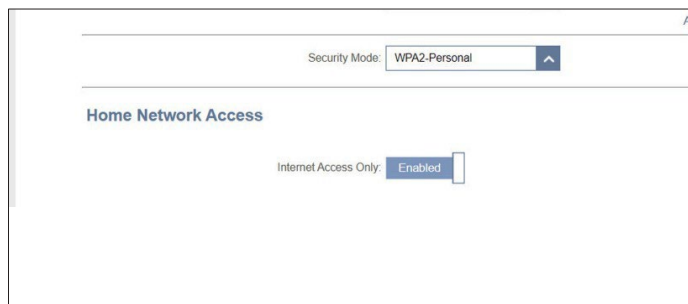 Security Mode: WPA2-Personal
Home Network Access
Internet Access Only: Enabled